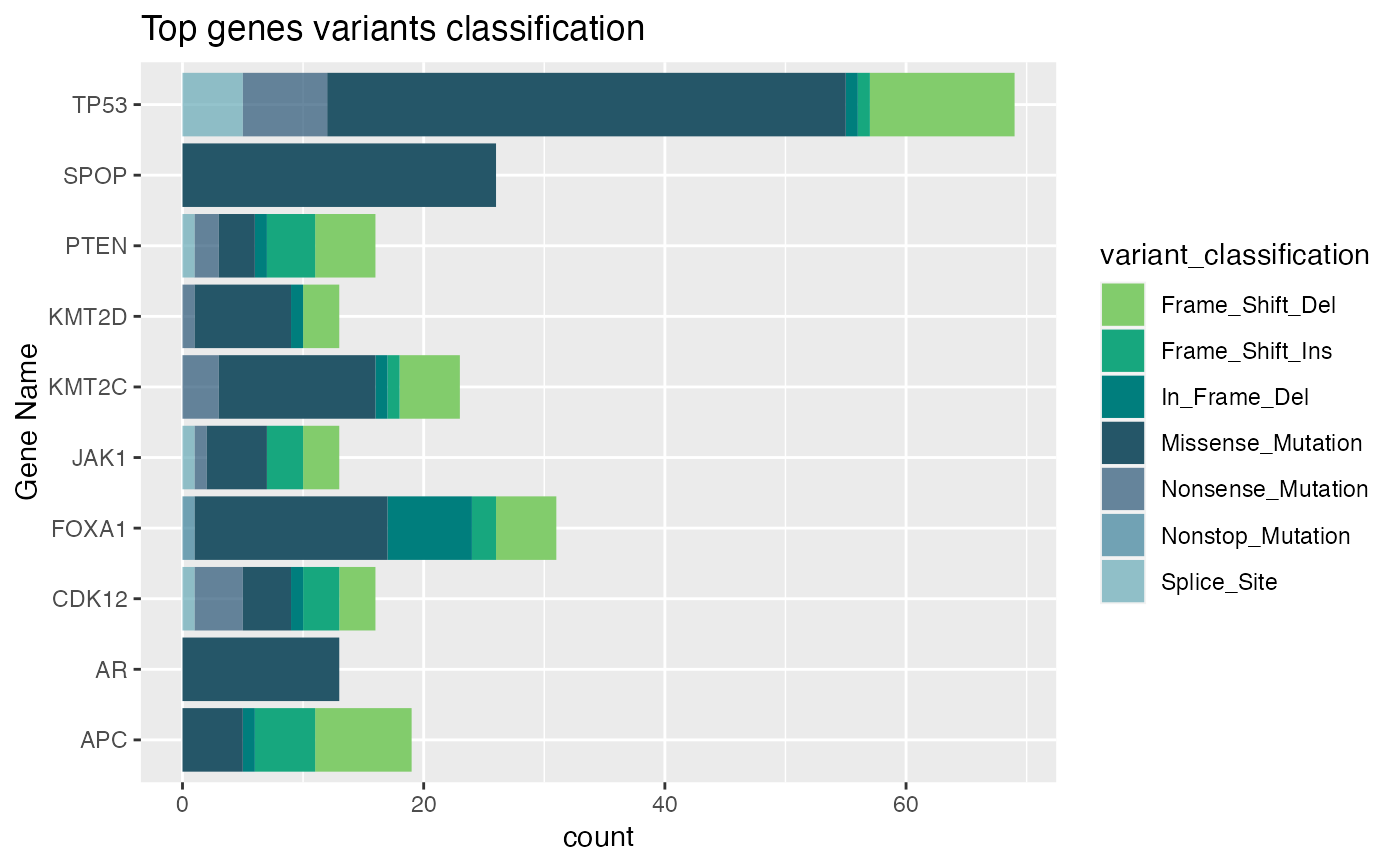 Top genes variants classification
TP53
SPOP
PTEN
KMT2D
KMT2C
JAK1
FOXA1
CDK12
AR
APC
Gene Name
0 20 40 60
count
variant_classification
Frame_Shift_Del
Frame_Shift_Ins
In_Frame_Del
Missense_Mutation
Nonsense_Mutation
Nonstop_Mutation
Splice_Site